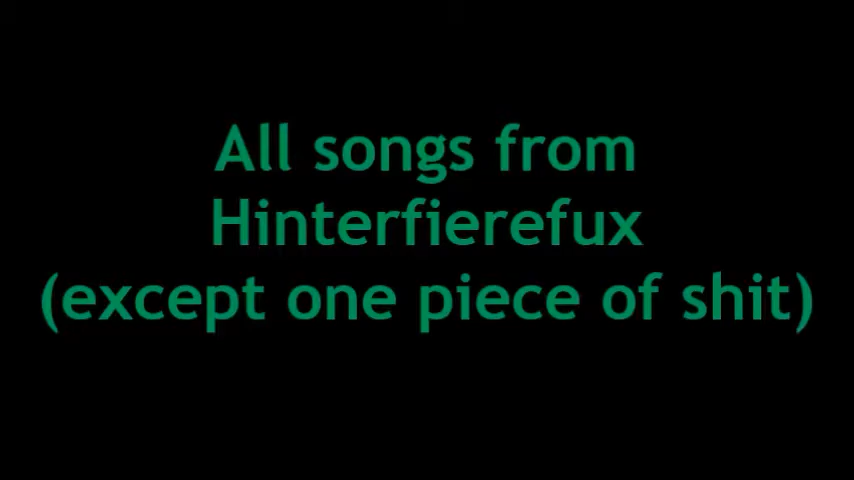 All songs from
Hinterfierefux
(except one piece of shit)